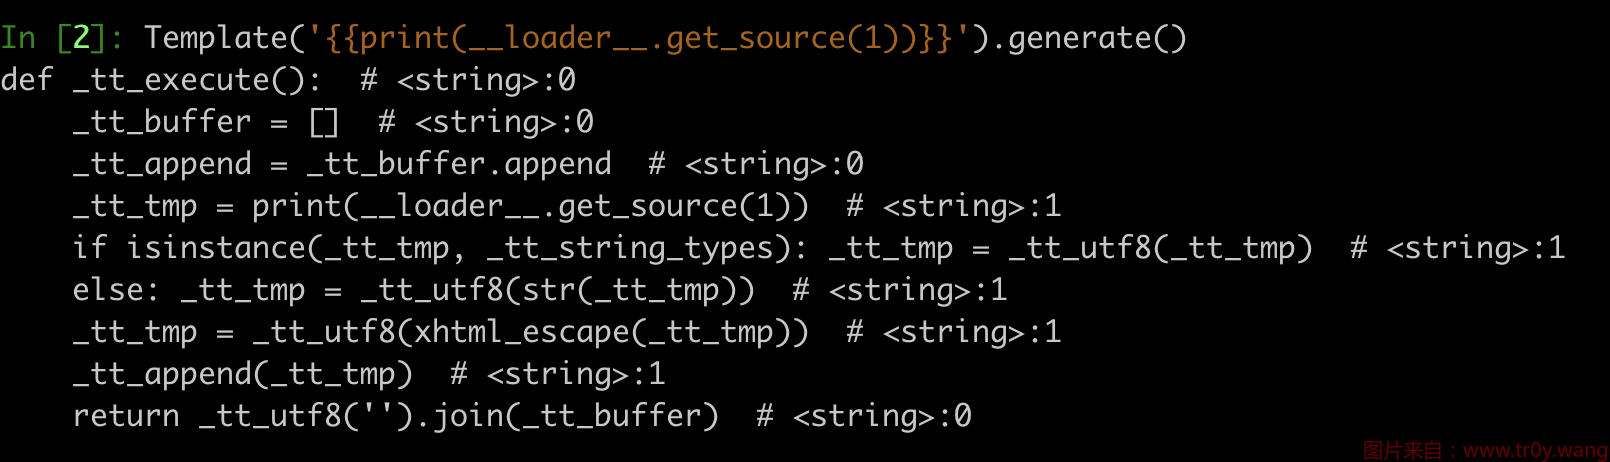 In [2]: Template('{{print(__loader__.get_source(1))}}').generate()
def _tt_execute():  # <string>:0
    _tt_buffer = []  # <string>:0
    _tt_append = _tt_buffer.append  # <string>:0
    _tt_tmp = print(__loader__.get_source(1))  # <string>:1
    if isinstance(_tt_tmp, _tt_string_types): _tt_tmp = _tt_utf8(_tt_tmp)  # <string>:1
    else: _tt_tmp = _tt_utf8(str(_tt_tmp))  # <string>:1
    _tt_tmp = _tt_utf8(xhtml_escape(_tt_tmp))  # <string>:1
    _tt_append(_tt_tmp)  # <string>:1
    return _tt_utf8('').join(_tt_buffer)  # <string>:0
图片来自：www.tr0y.wang